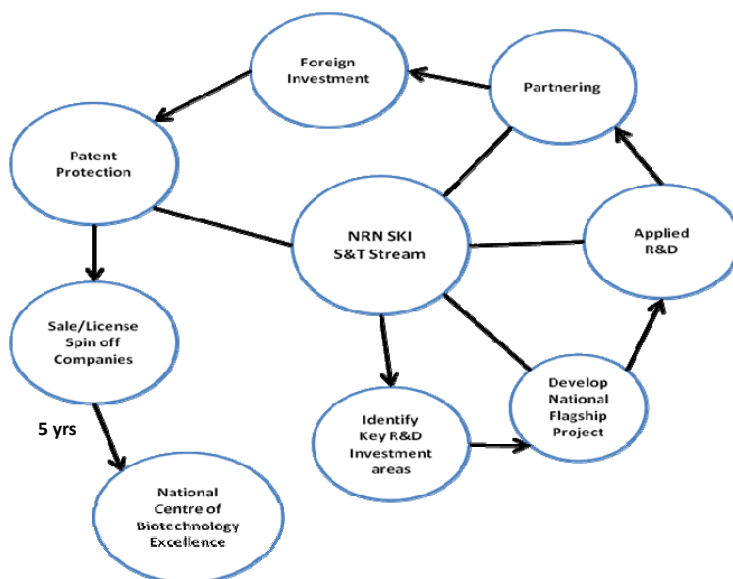 Foreign
Investment
Partnering
Patent
Protection
NRN SKI
S&T Stream
Applied
R&D
Sale/License
Spin off
Companies
Develop
National
Flagship
Project
Identify
Key R&D
Investment
areas
5 yrs
National
Centre of
Biotechnology
Excellence